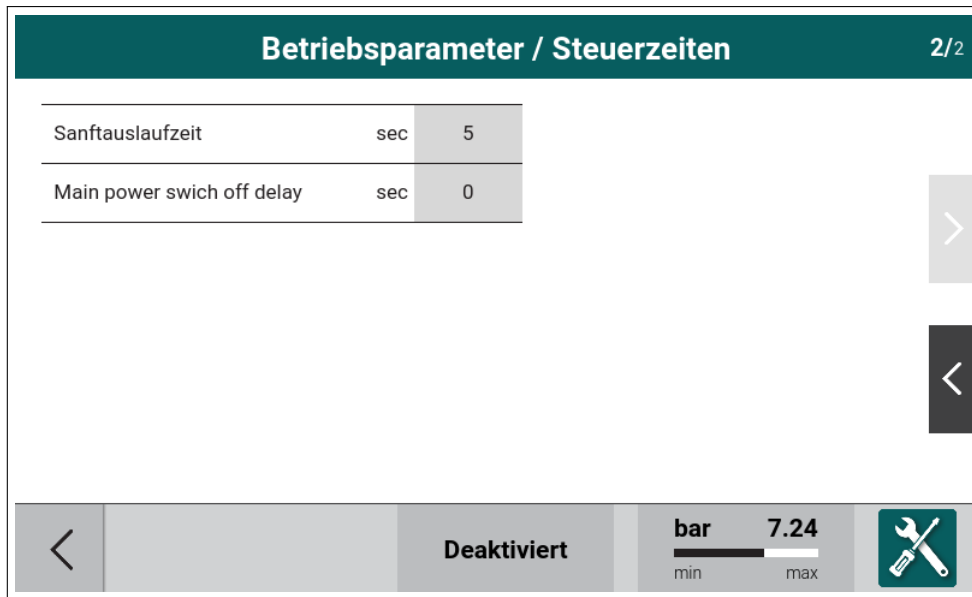 Betriebsparameter / Steuerzeiten 2/2
Sanftauslaufzeit sec 5
Main power swich off delay sec 0
Deaktiviert
bar 7.24
min max